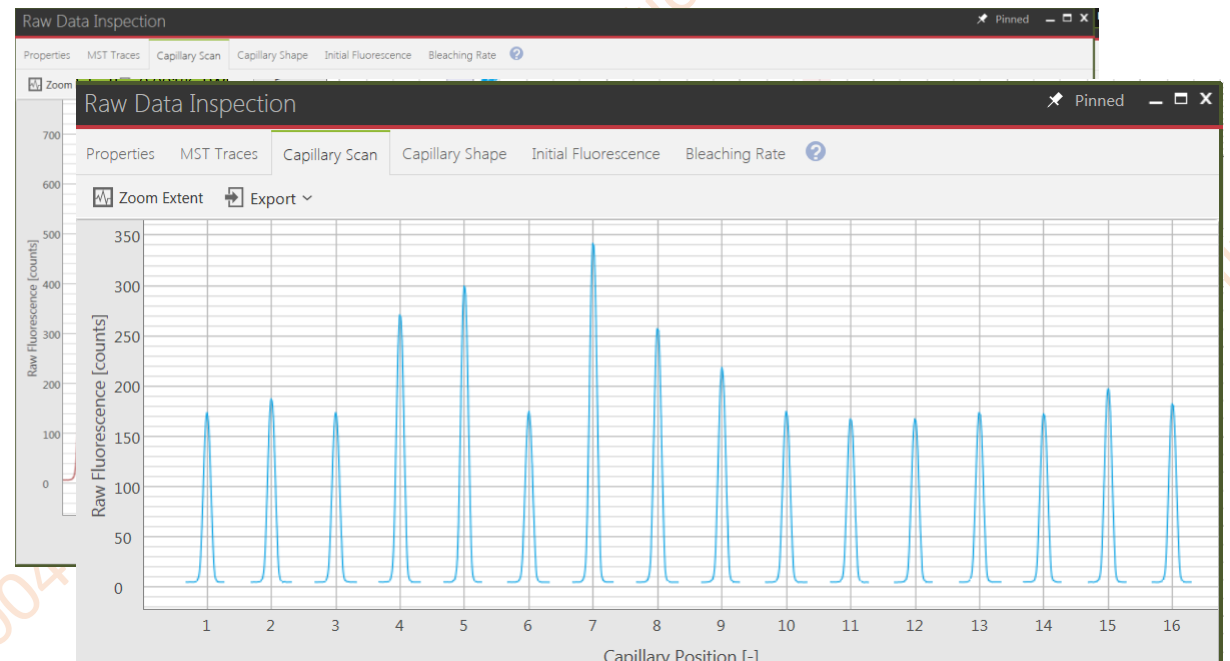 Raw Data Inspection
Pinned
Properties MST Traces Capillary Scan Capillary Shape Initial Fluorescence Bleaching Rate
Zoom
700
600
500
400
300
200
100
0
Raw Fluorescence [counts]
Raw Data Inspection
Pinned
Properties MST Traces Capillary Scan Capillary Shape Initial Fluorescence Bleaching Rate ?
Zoom Extent Export
350
300
250
200
150
100
50
0
Raw Fluorescence [counts]
1 2 3 4 5 6 7 8 9 10 11 12 13 14 15 16
Capillary Position [-]